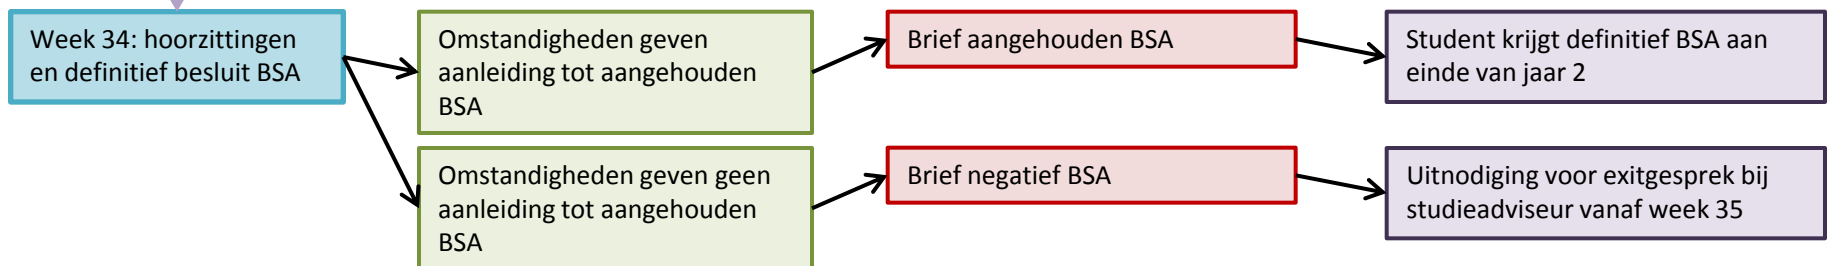 Week 34: hoorzittingen
en definitief besluit BSA
Omstandigheden geven
aanleiding tot aangehouden
BSA
Brief aangehouden BSA
Student krijgt definitief BSA aan
einde van jaar 2
Omstandigheden geven geen
aanleiding tot aangehouden
BSA
Brief negatief BSA
Uitnodiging voor exitgesprek bij
studieadviseur vanaf week 35